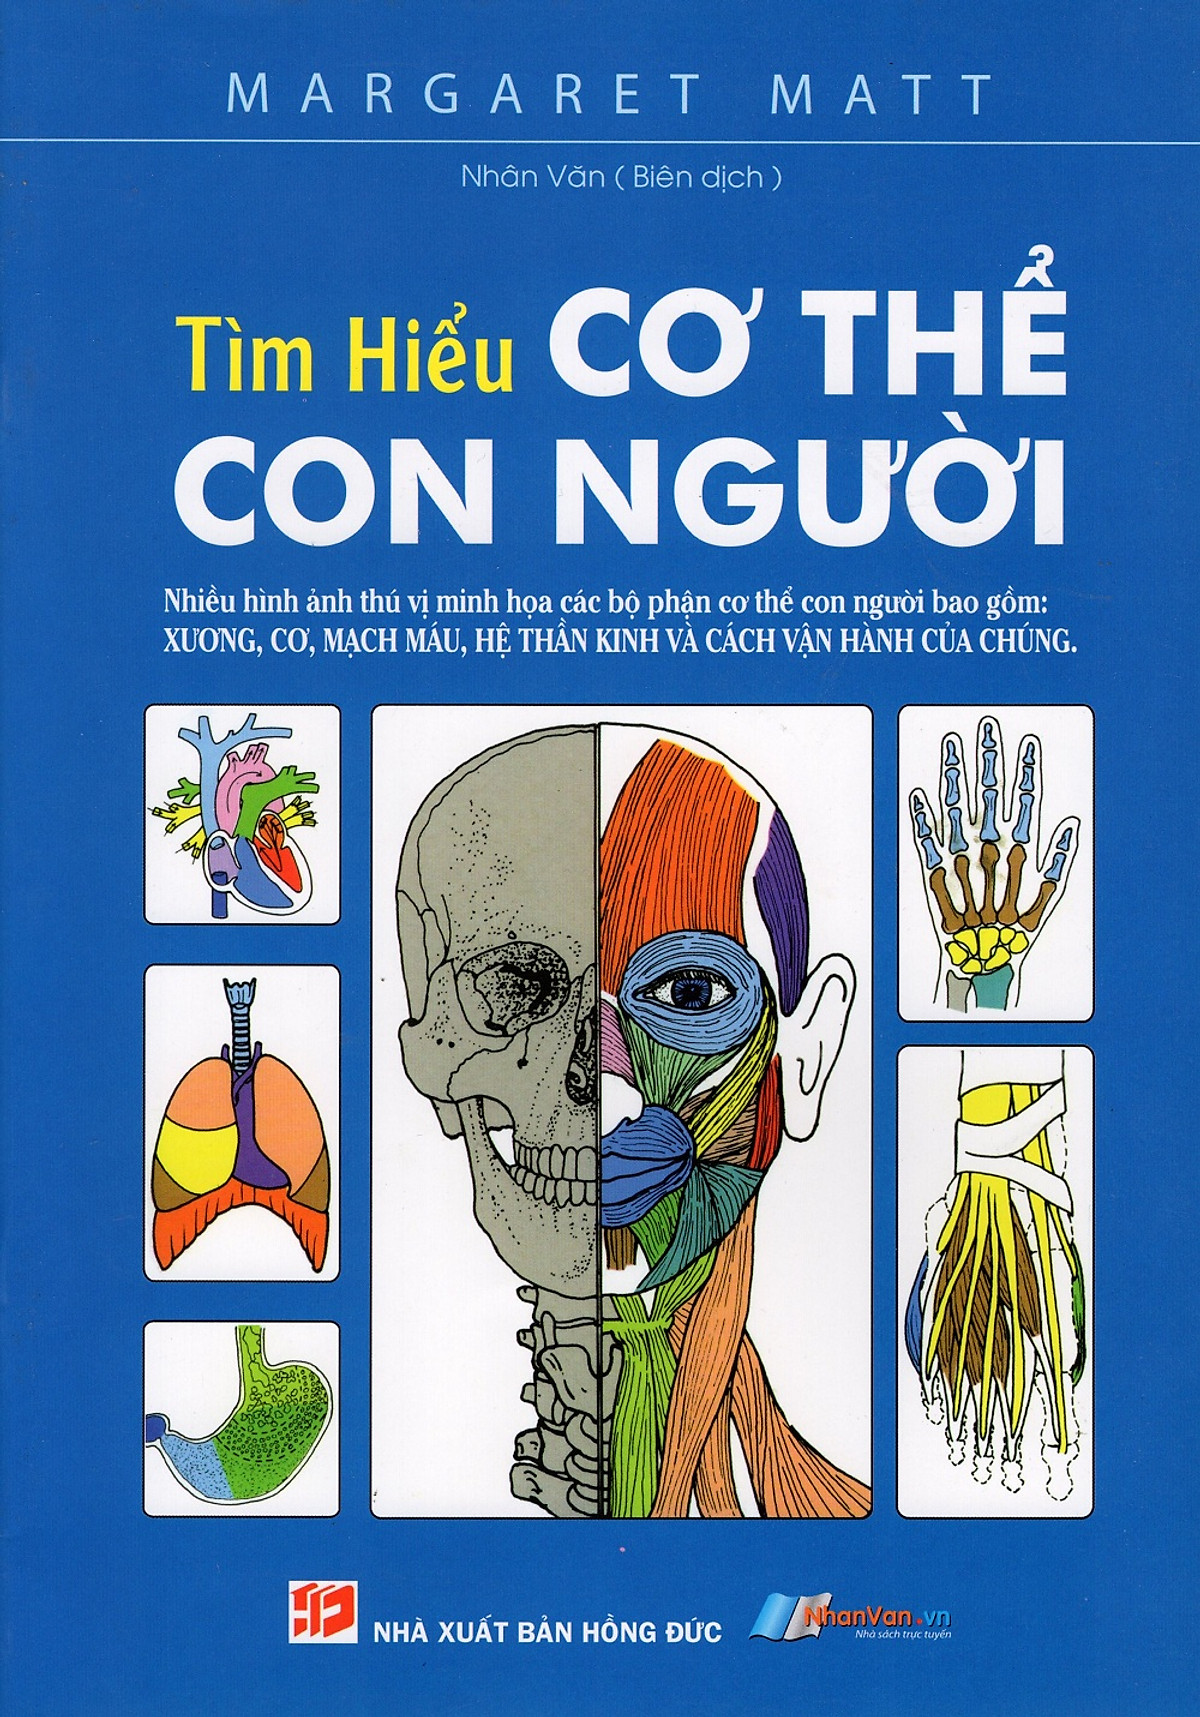 MARGARET MATT
Nhân Văn ( Biên dịch )
Tìm Hiểu CƠ THỂ
CON NGƯỜI
Nhiều hình ảnh thú vị minh họa các bộ phận cơ thể con người bao gồm:
XƯƠNG, CƠ, MẠCH MÁU, HỆ THẦN KINH VÀ CÁCH VẬN HÀNH CỦA CHÚNG.
NHÀ XUẤT BẢN HỒNG ĐỨC
NhanVan.vn
Nhà sách trực tuyến